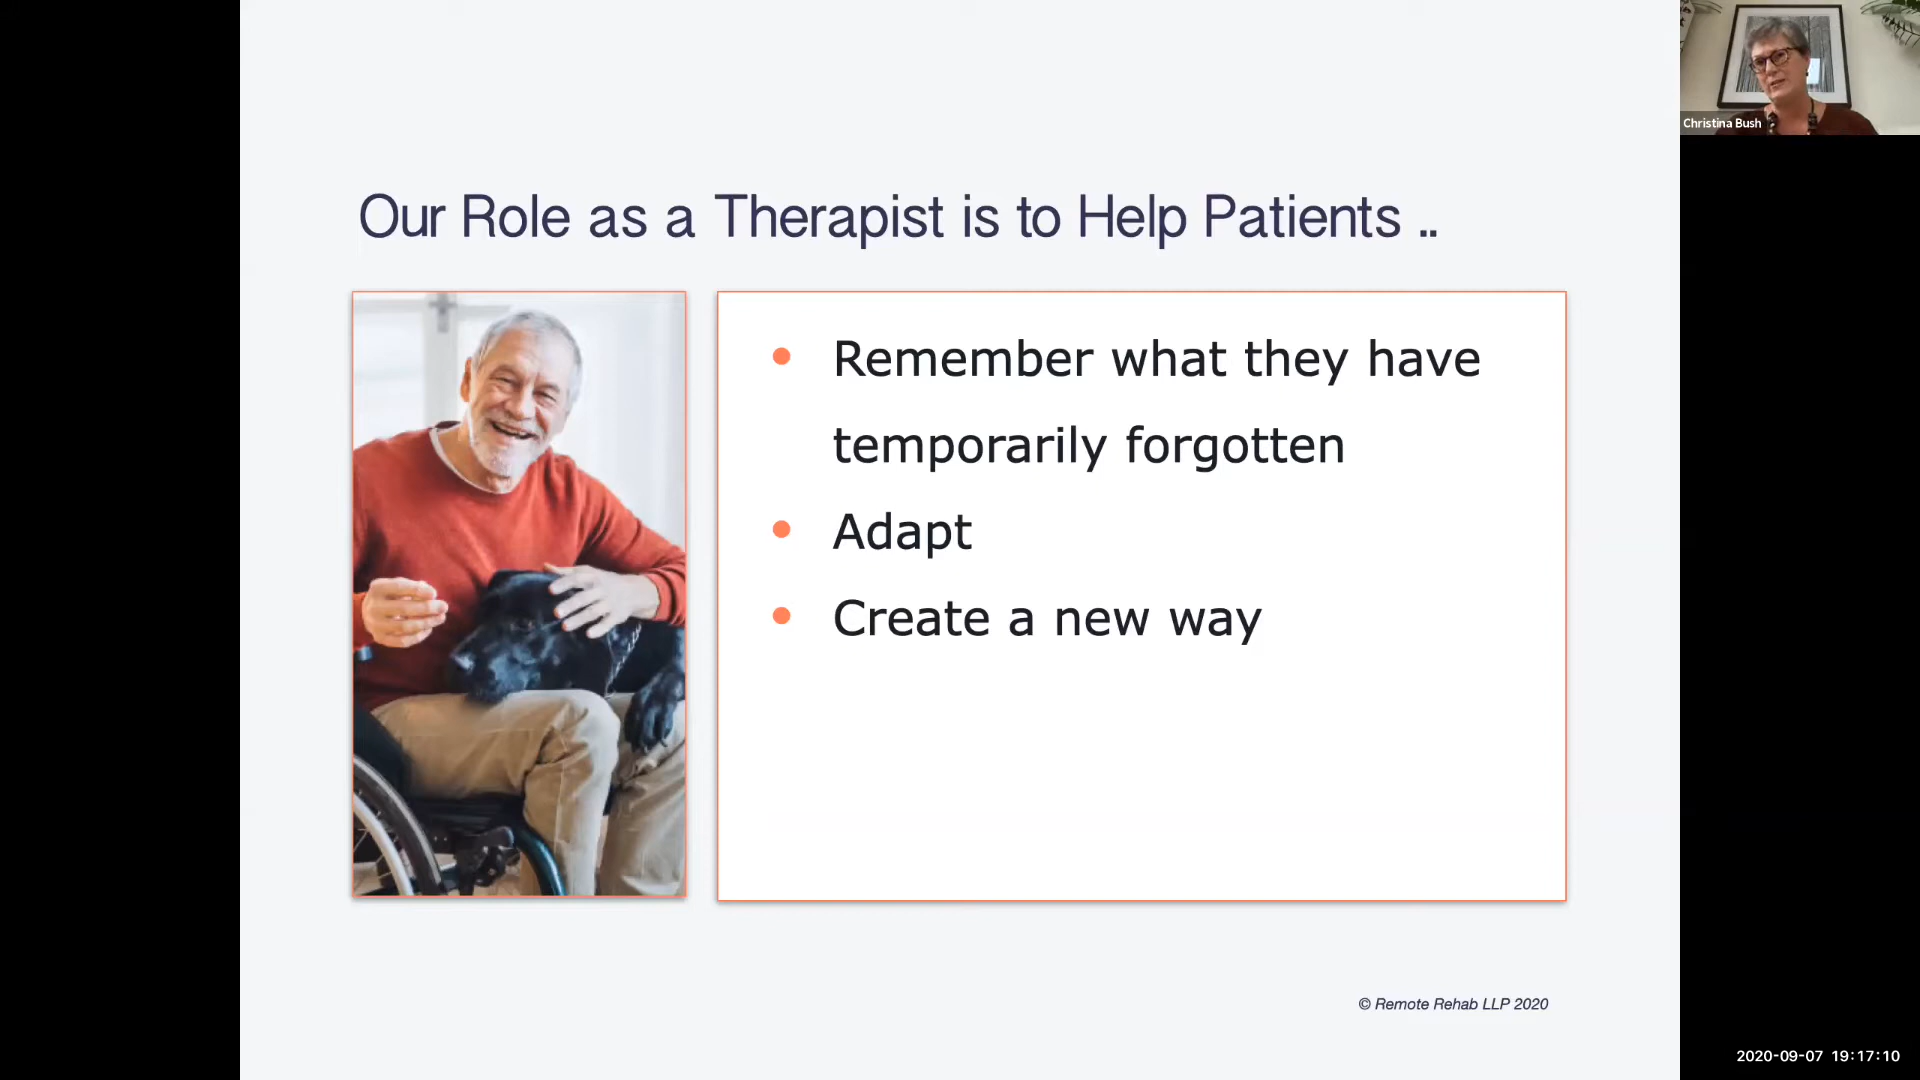 Christina Bush
Our Role as a Therapist is to Help Patients ..
• Remember what they have
temporarily forgotten
• Adapt
• Create a new way
© Remote Rehab LLP 2020
2020-09-07 19:17:10